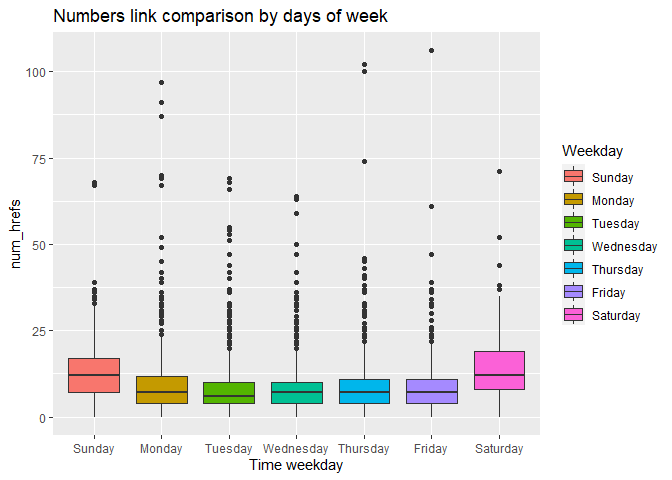 Numbers link comparison by days of week
num_hrefs
100
75
50
25
0
Sunday Monday Tuesday Wednesday Thursday Friday Saturday
Time weekday
Weekday
Sunday
Monday
Tuesday
Wednesday
Thursday
Friday
Saturday